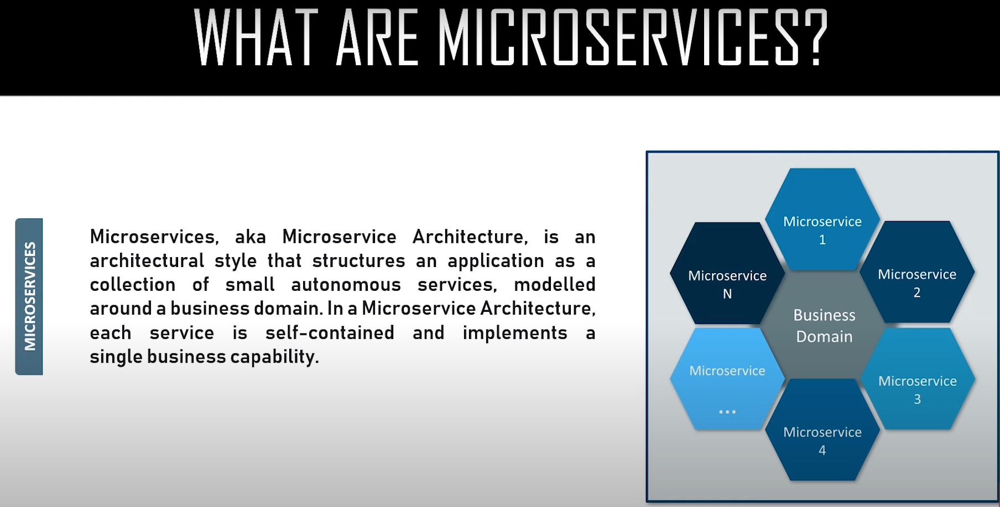 WHAT ARE MICROSERVICES?
MICROSERVICES
Microservices, aka Microservice Architecture, is an
architectural style that structures an application as a
collection of small autonomous services, modelled
around a business domain. In a Microservice Architecture,
each service is self-contained and implements a
single business capability.
Microservice
1
Microservice
2
Microservice
3
Microservice
4
Microservice
...
Microservice
N
Business
Domain